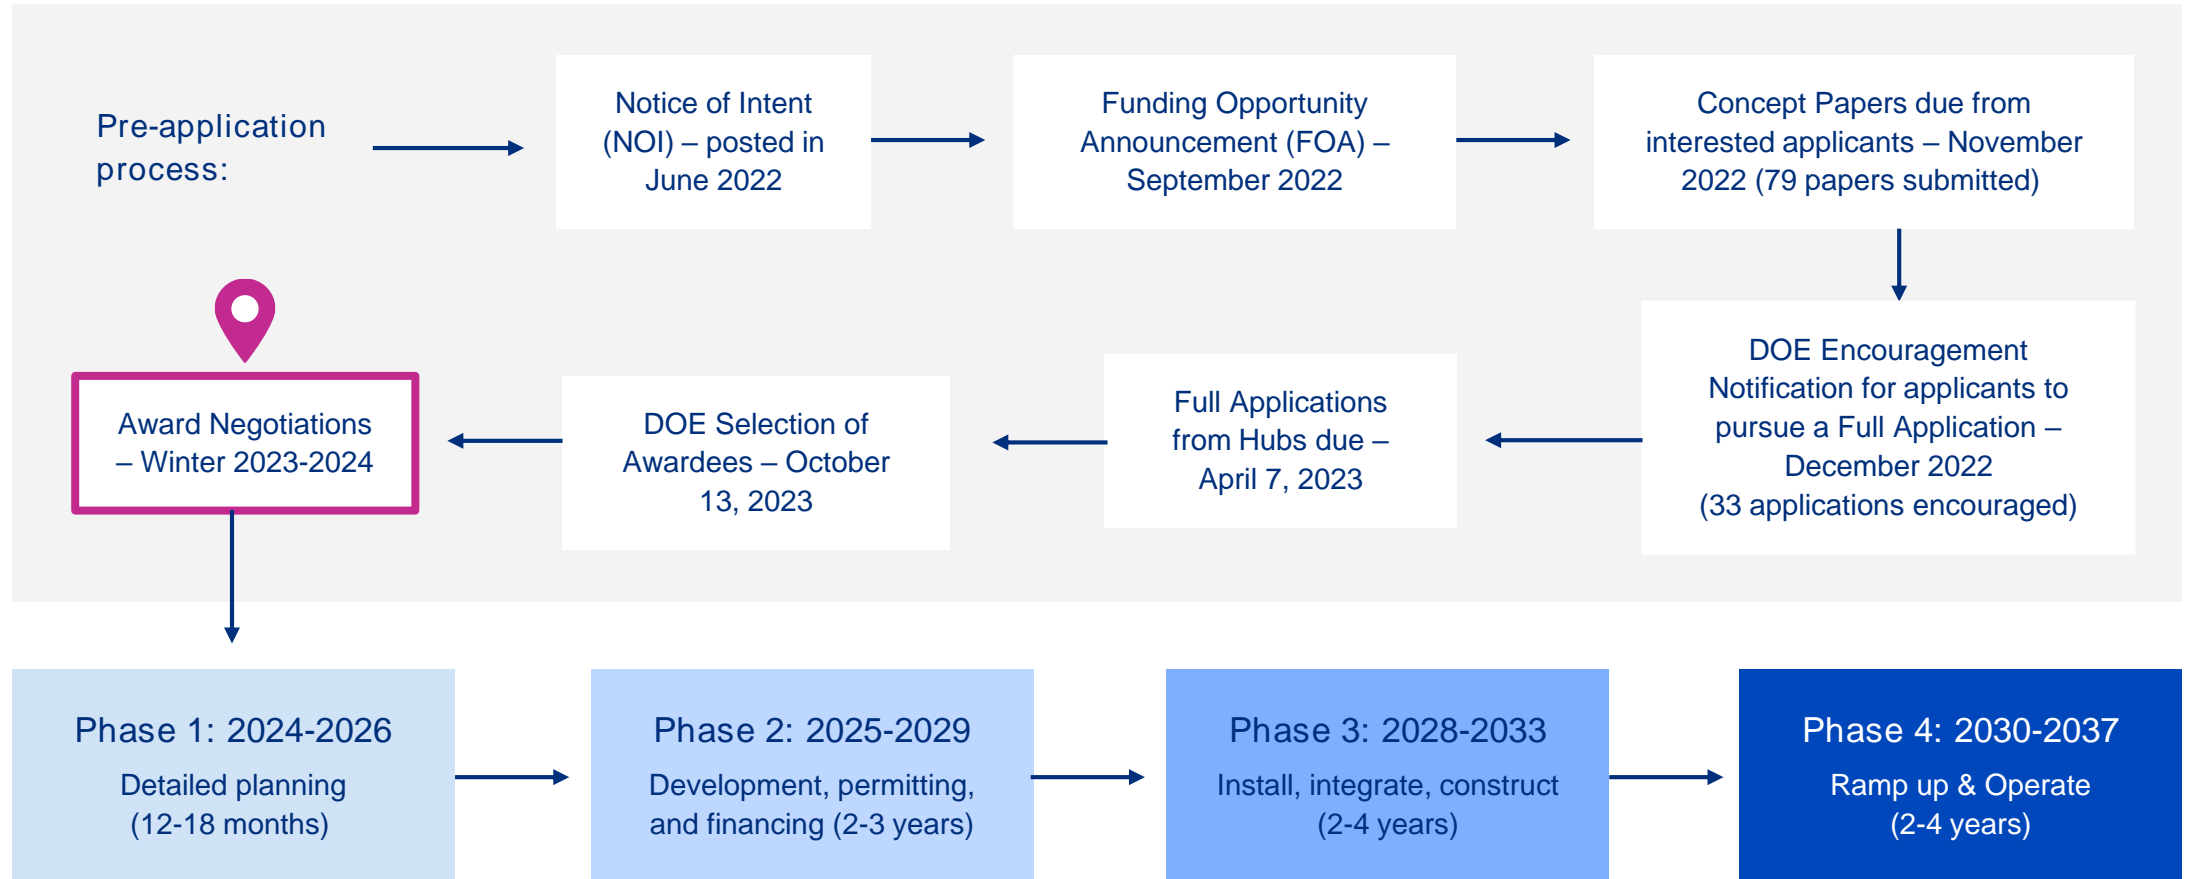 Pre-application
process:
Notice of Intent
(NOI) – posted in
June 2022
Funding Opportunity
Announcement (FOA) –
September 2022
Concept Papers due from
interested applicants – November
2022 (79 papers submitted)
DOE Encouragement
Notification for applicants to
pursue a Full Application –
December 2022
(33 applications encouraged)
Full Applications
from Hubs due –
April 7, 2023
DOE Selection of
Awardees – October
13, 2023
Award Negotiations
– Winter 2023-2024
Phase 1: 2024-2026
Detailed planning
(12-18 months)
Phase 2: 2025-2029
Development, permitting,
and financing (2-3 years)
Phase 3: 2028-2033
Install, integrate, construct
(2-4 years)
Phase 4: 2030-2037
Ramp up & Operate
(2-4 years)